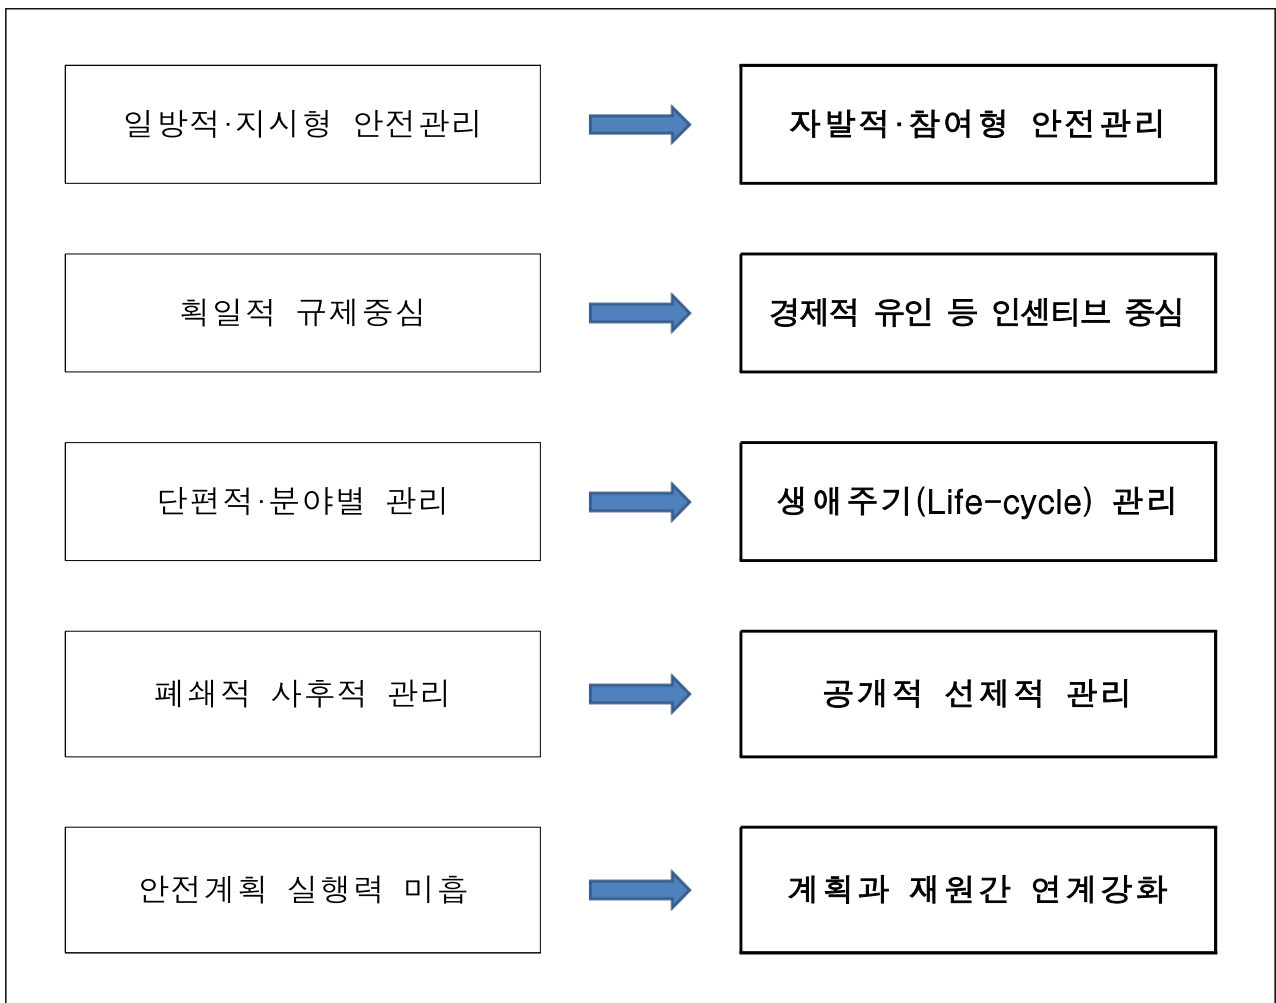 일방적·지시형 안전관리
자발적·참여형 안전관리
획일적 규제중심
경제적 유인 등 인센티브 중심
단편적·분야별 관리
생애주기(Life-cycle) 관리
폐쇄적 사후적 관리
공개적 선제적 관리
안전계획 실행력 미흡
계획과 재원간 연계강화